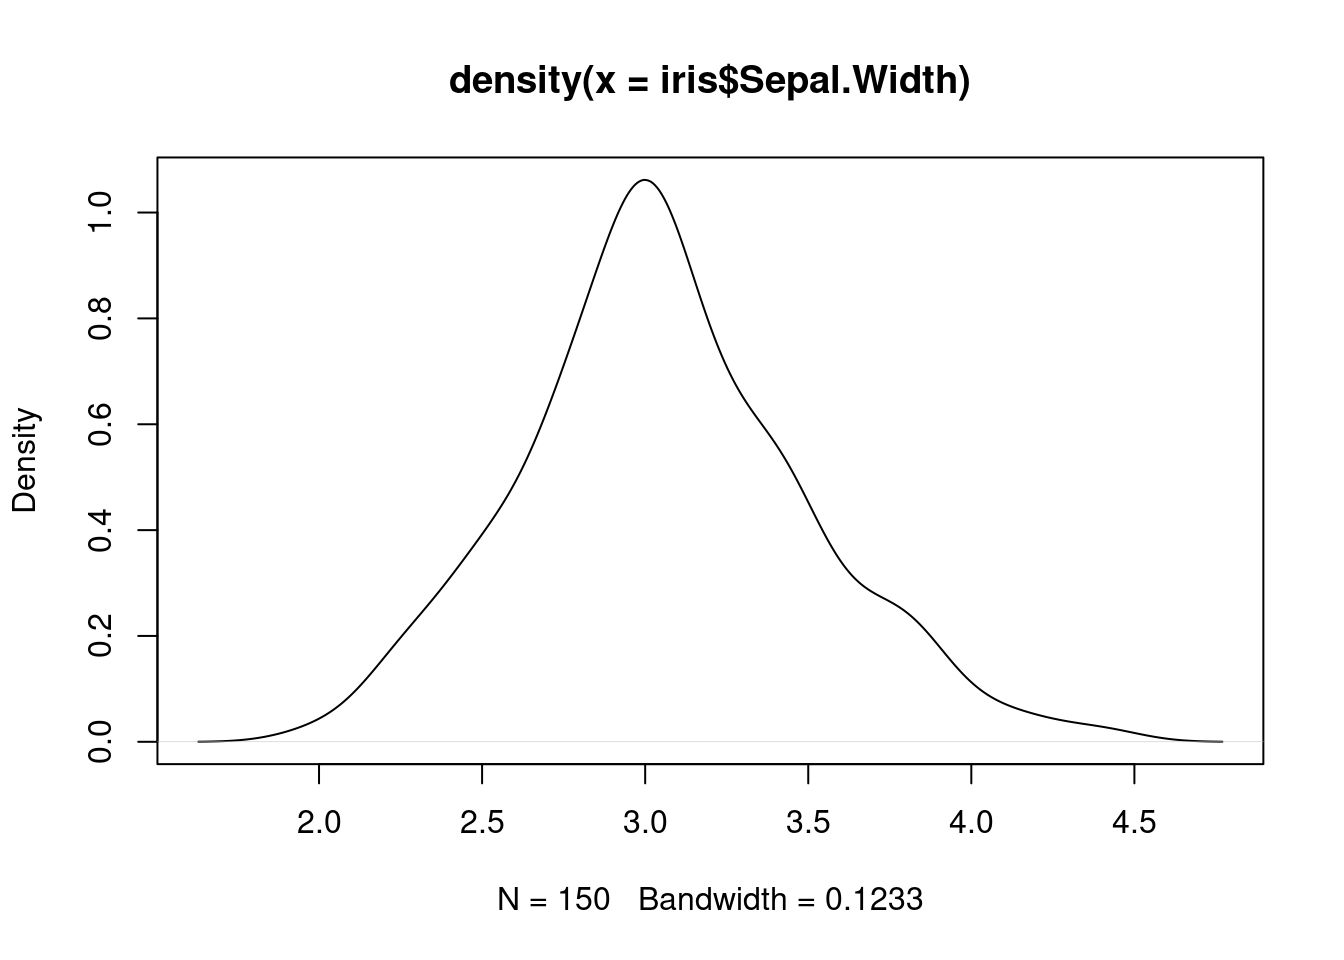 density(x = iris$Sepal.Width)
Density
1.0
0.8
0.6
0.4
0.2
0.0
2.0 2.5 3.0 3.5 4.0 4.5
N = 150 Bandwidth = 0.1233